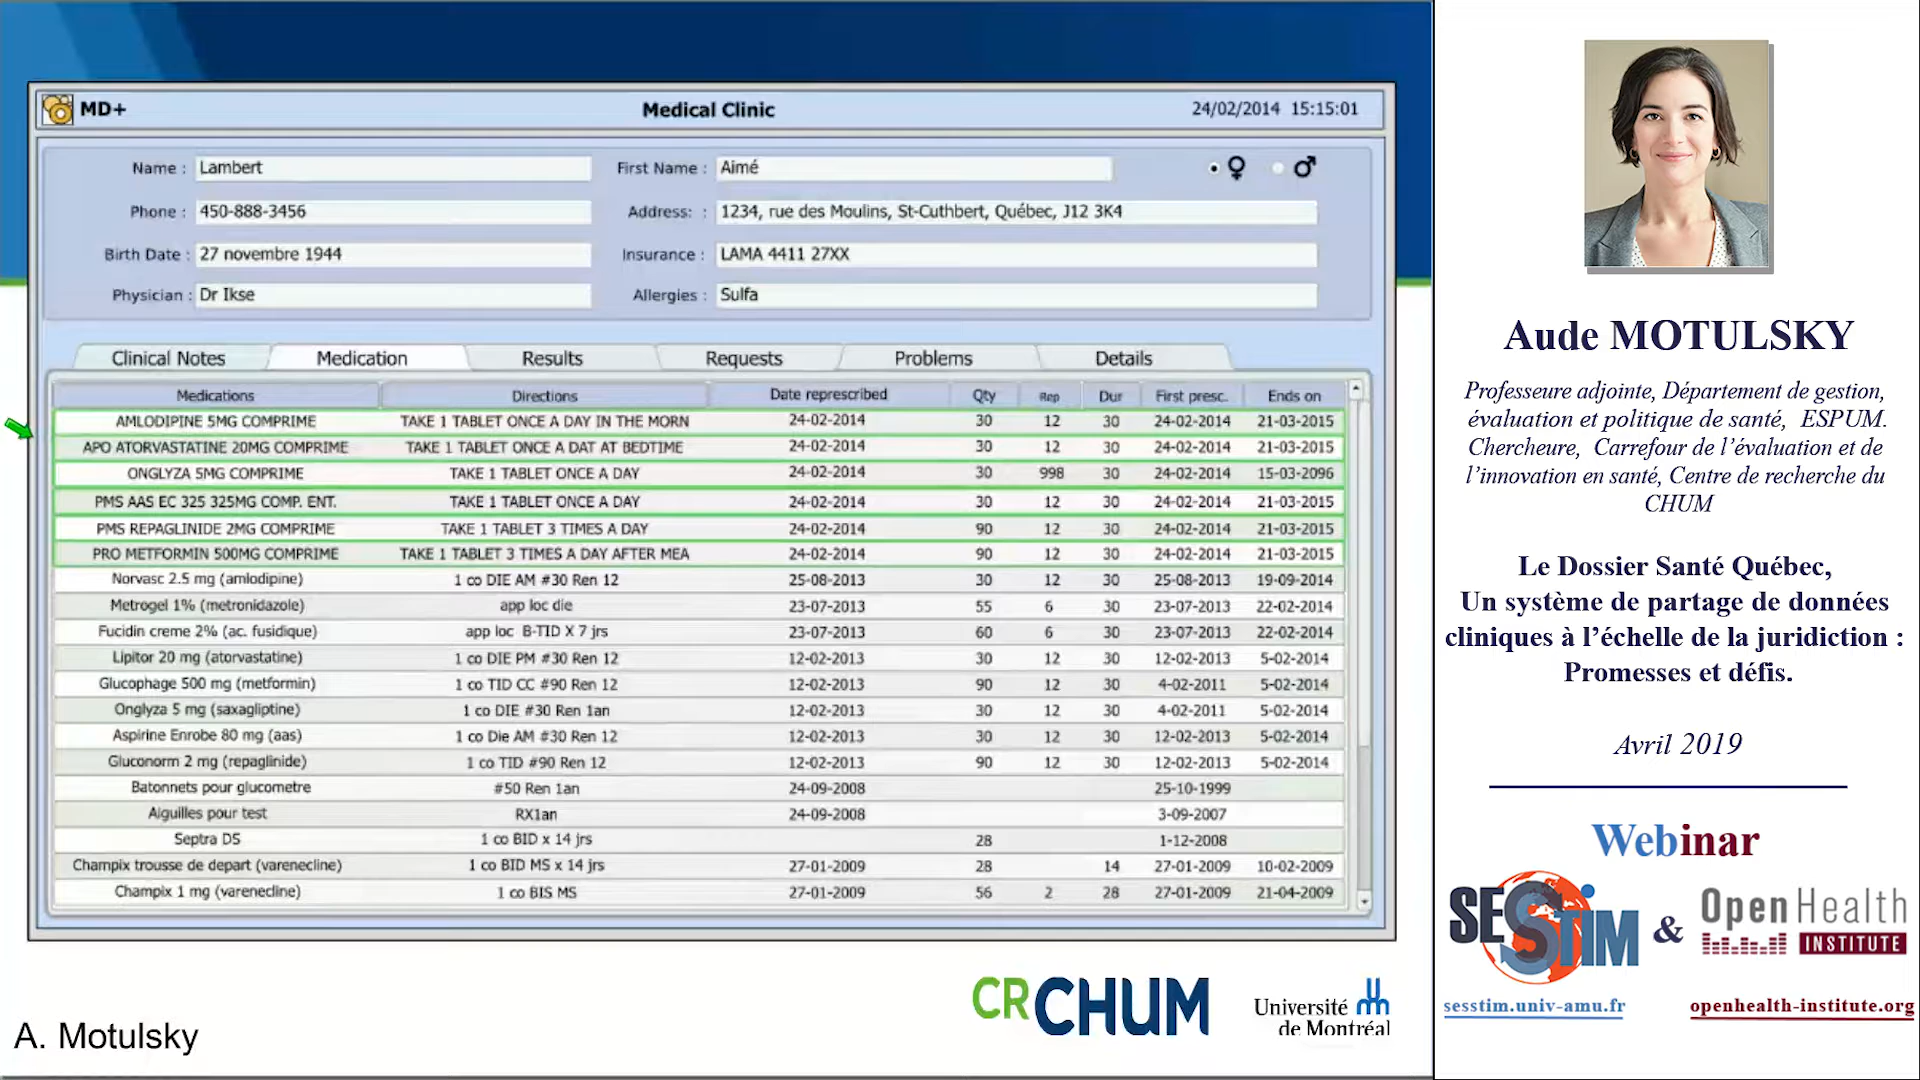 MD+ Medical Clinic 24/02/2014 15:15:01
Name : Lambert First Name : Aimé
Phone : 450-888-3456 Address: : 1234, rue des Moulins, St-Cuthbert, Québec, J12 3K4
Birth Date : 27 novembre 1944 Insurance : LAMA 4411 27XX
Physician : Dr Ikse Allergies : Sulfa
Clinical Notes Medication Results Requests Problems Details
Medications Directions Date represcribed Qty Rep Dur First presc. Ends on
AMLODIPINE 5MG COMPRIME TAKE 1 TABLET ONCE A DAY IN THE MORN 24-02-2014 30 12 30 24-02-2014 21-03-2015
APO ATORVASTATINE 20MG COMPRIME TAKE 1 TABLET ONCE A DAT AT BEDTIME 24-02-2014 30 12 30 24-02-2014 21-03-2015
ONGLYZA 5MG COMPRIME TAKE 1 TABLET ONCE A DAY 24-02-2014 30 998 30 24-02-2014 15-03-2096
PMS AAS EC 325 325MG COMP. ENT. TAKE 1 TABLET ONCE A DAY 24-02-2014 30 12 30 24-02-2014 21-03-2015
PMS REPAGLINIDE 2MG COMPRIME TAKE 1 TABLET 3 TIMES A DAY 24-02-2014 90 12 30 24-02-2014 21-03-2015
PRO METFORMIN 500MG COMPRIME TAKE 1 TABLET 3 TIMES A DAY AFTER MEA 24-02-2014 90 12 30 24-02-2014 21-03-2015
Norvasc 2.5 mg (amlodipine) 1 co DIE AM #30 Ren 12 25-08-2013 30 12 30 25-08-2013 19-09-2014
Metrogel 1% (metronidazole) app loc die 23-07-2013 55 6 30 23-07-2013 22-02-2014
Fucidin creme 2% (ac. fusidique) app loc B-TID X 7 jrs 23-07-2013 60 6 30 23-07-2013 22-02-2014
Lipitor 20 mg (atorvastatine) 1 co DIE PM #30 Ren 12 12-02-2013 30 12 30 12-02-2013 5-02-2014
Glucophage 500 mg (metformin) 1 co TID CC #90 Ren 12 12-02-2013 90 12 30 4-02-2011 5-02-2014
Onglyza 5 mg (saxagliptine) 1 co DIE #30 Ren 1an 12-02-2013 30 12 30 4-02-2011 5-02-2014
Aspirine Enrobe 80 mg (aas) 1 co Die AM #30 Ren 12 12-02-2013 30 12 30 12-02-2013 5-02-2014
Gluconorm 2 mg (repaglinide) 1 co TID #90 Ren 12 12-02-2013 90 12 30 12-02-2013 5-02-2014
Batonnets pour glucometre #50 Ren 1an 24-09-2008 25-10-1999
Aiguilles pour test RX1an 24-09-2008 3-09-2007
Septra DS 1 co BID x 14 jrs 28 1-12-2008
Champix trousse de depart (varenecline) 1 co BID MS x 14 jrs 27-01-2009 28 14 27-01-2009 10-02-2009
Champix 1 mg (varenecline) 1 co BIS MS 27-01-2009 56 2 28 27-01-2009 21-04-2009
CRCHUM
Université
de Montréal
A. Motulsky
Aude MOTULSKY
Professeure adjointe, Département de gestion,
évaluation et politique de santé, ESPUM.
Chercheure, Carrefour de l'évaluation et de
l'innovation en santé, Centre de recherche du
CHUM
Le Dossier Santé Québec,
Un système de partage de données
cliniques à l'échelle de la juridiction :
Promesses et défis.
Avril 2019
Webinar
SESSTIM & Open Health
INSTITUTE
sesstim.univ-amu.fr openhealth-institute.org